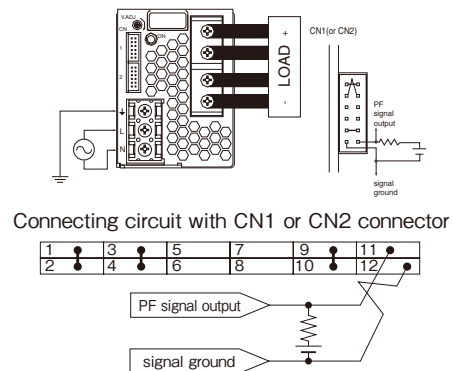 V.ADJ
CN
ON
1
2
L
N
+
LOAD
-
CN1(or CN2)
PF
signal
output
signal
ground
Connecting circuit with CN1 or CN2 connector
1 3 5 7 9 11
2 4 6 8 10 12
PF signal output
signal ground